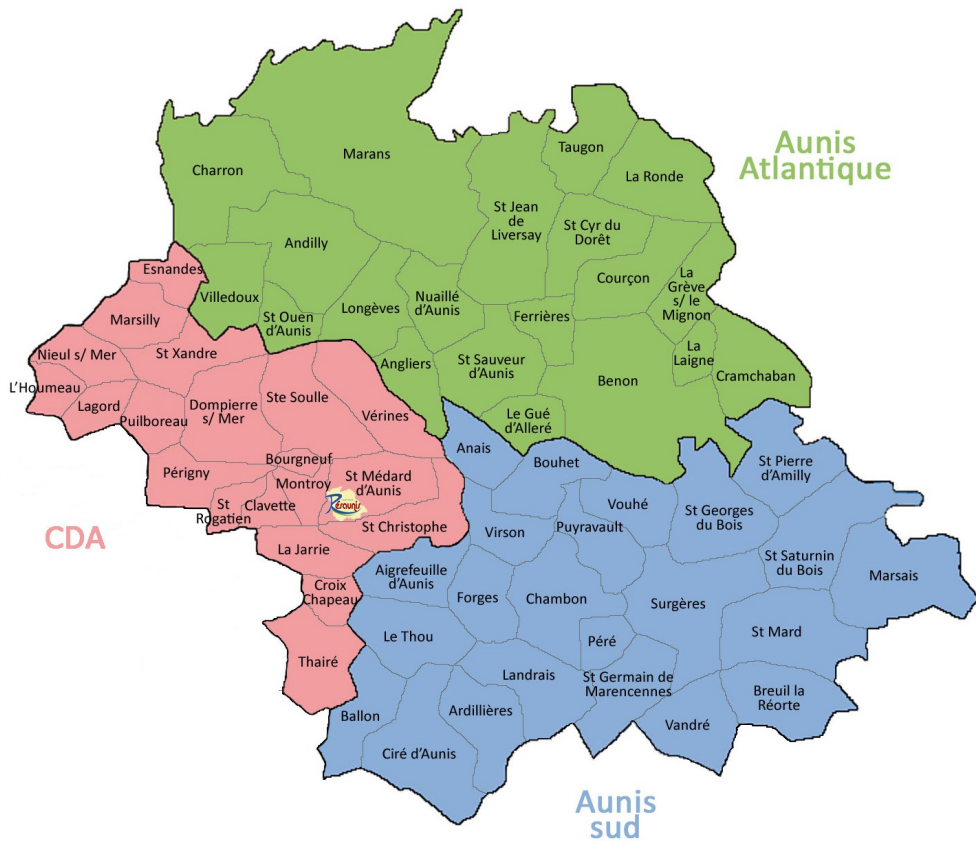 Aunis
Atlantique
Charron
Marans
Taugon
La Ronde
St Jean
de
Liversay
St Cyr du
Dorêt
Andilly
Courçon
La
Grève
s/ le
Mignon
Villedoux
St Ouen
d'Aunis
Longèves
Nuaillé
d'Aunis
Ferrières
Angliers
St Sauveur
d'Aunis
Benon
La
Laigne
Cramchaban
Le Gué
d'Alleré
Esnandes
Marsilly
Nieul s/ Mer
St Xandre
L'Houmeau
Lagord
Puilboreau
Dompierre
s/ Mer
Ste Soulle
Vérines
Périgny
Bourgneuf
Montroy
St Médard
d'Aunis
St
Rogatien
Clavette
Résaunis
St Christophe
La Jarrie
Croix
Chapeau
Thairé
CDA
Anais
Bouhet
St Pierre
d'Amilly
Vouhé
St Georges
du Bois
Virson
Puyravault
St Saturnin
du Bois
Marsais
Aigrefeuille
d'Aunis
Forges
Chambon
Surgères
Le Thou
Péré
St Mard
Landrais
St Germain de
Marencennes
Breuil la
Réorte
Ballon
Ardillières
Vandré
Ciré d'Aunis
Aunis
sud